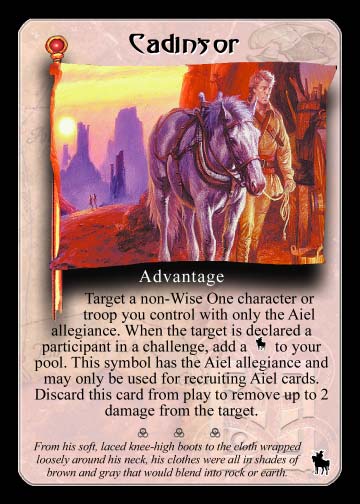 Cadin'sor
Advantage
Target a non-Wise One character or
troop you control with only the Aiel
allegiance. When the target is declared a
participant in a challenge, add a to your
pool. This symbol has the Aiel allegiance and
may only be used for recruiting Aiel cards.
Discard this card from play to remove up to 2
damage from the target.
From his soft, laced knee-high boots to the cloth wrapped
loosely around his neck, his clothes were all in shades of
brown and gray that would blend into rock or earth.